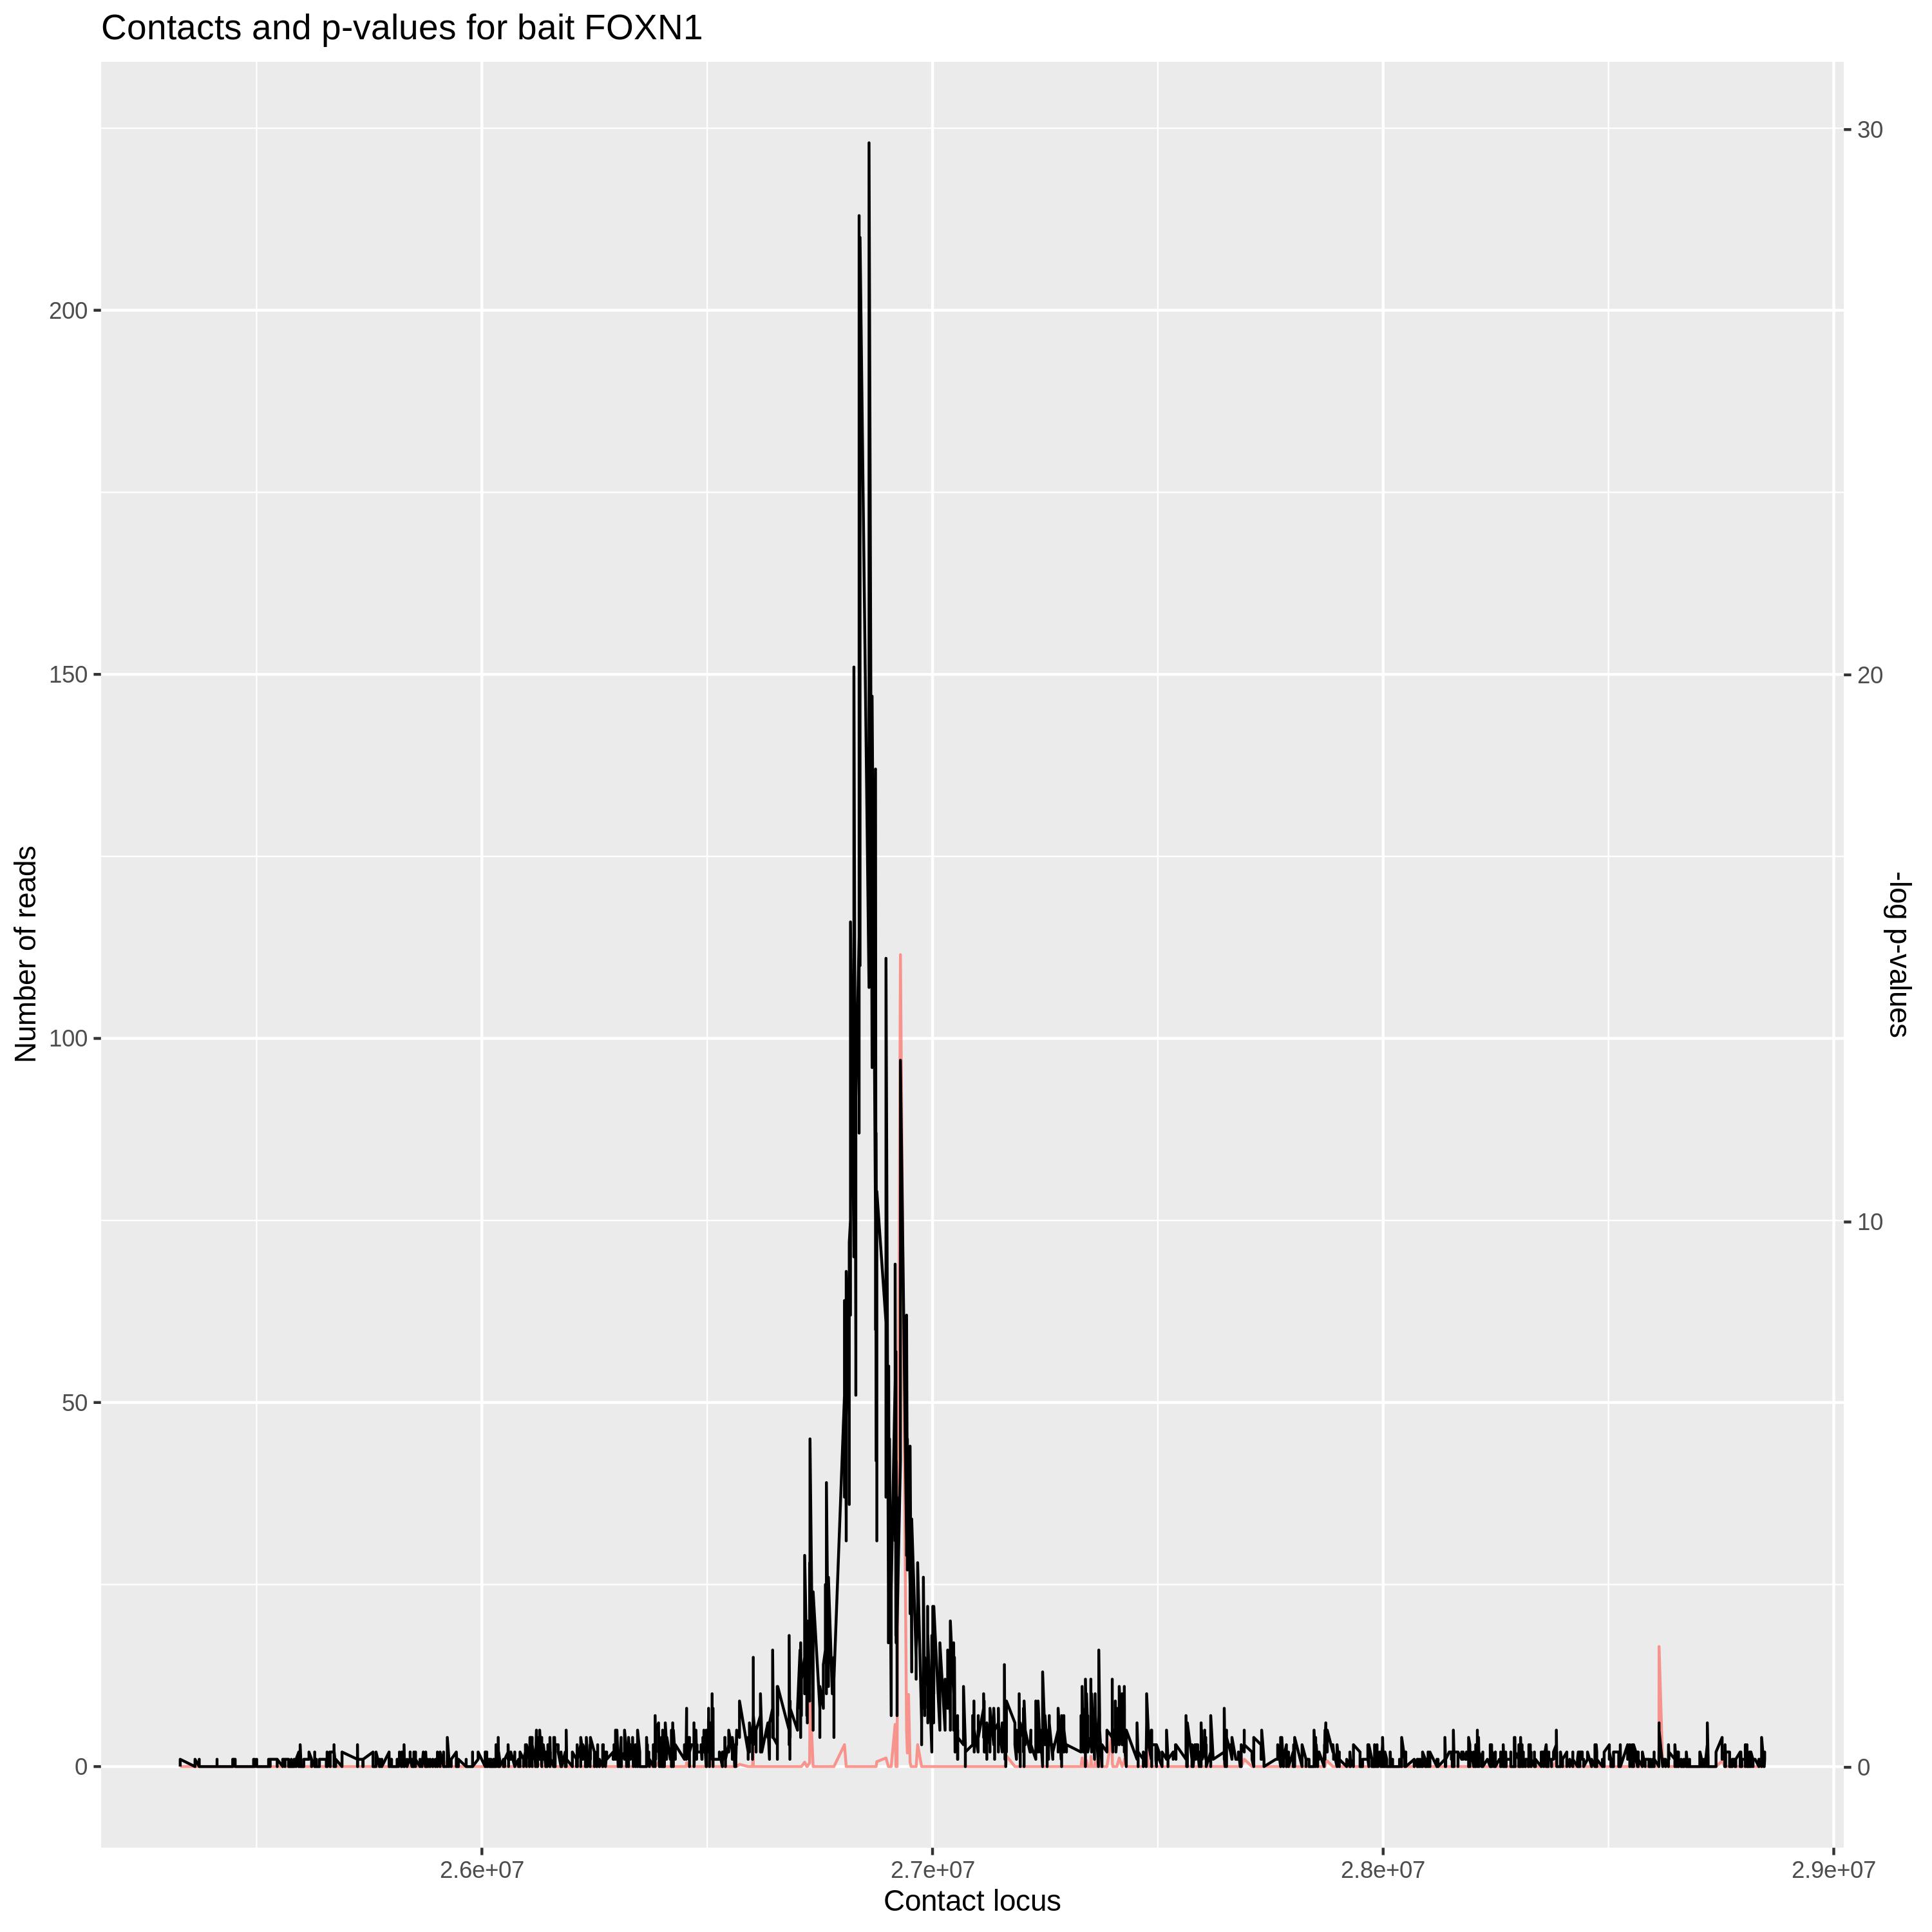 Contacts and p-values for bait FOXN1
200
150
100
50
0
30
20
10
0
Number of reads
-log p-values
2.6e+07
2.7e+07
2.8e+07
2.9e+07
Contact locus